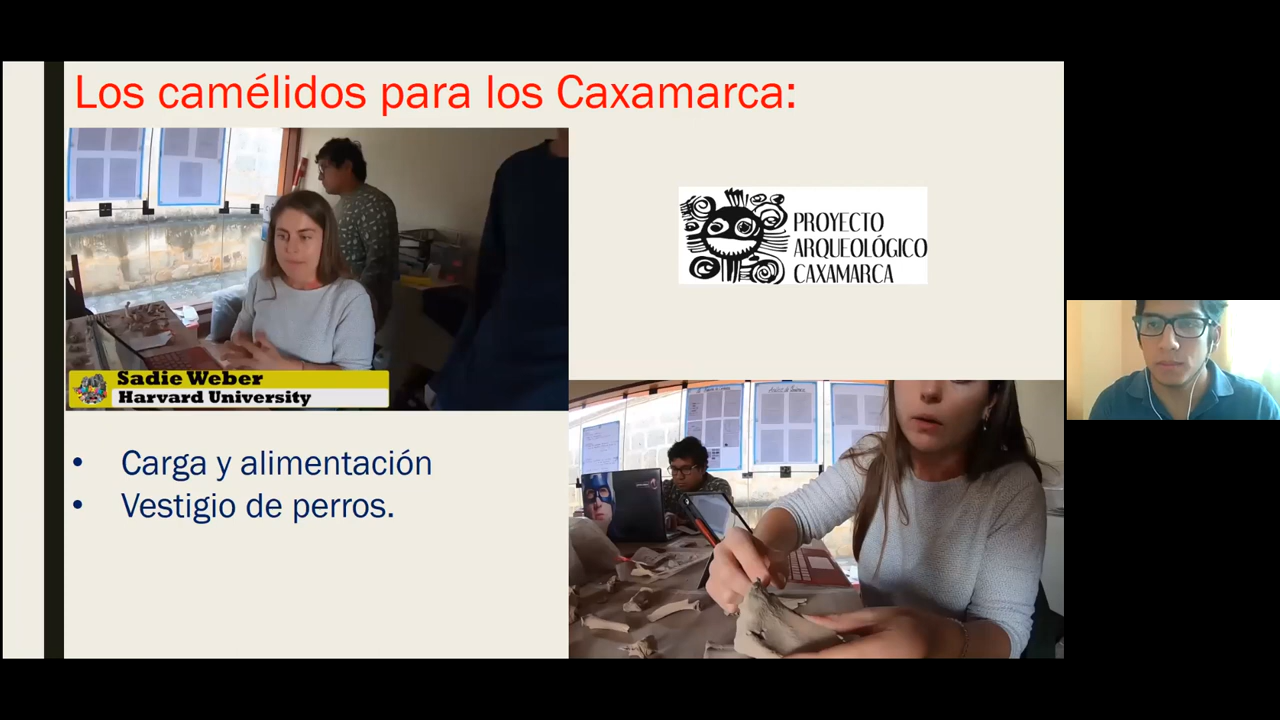 Los camélidos para los Caxamarca:
PROYECTO
ARQUEOLÓGICO
CAXAMARCA
Sadie Weber
Harvard University
• Carga y alimentación
• Vestigio de perros.